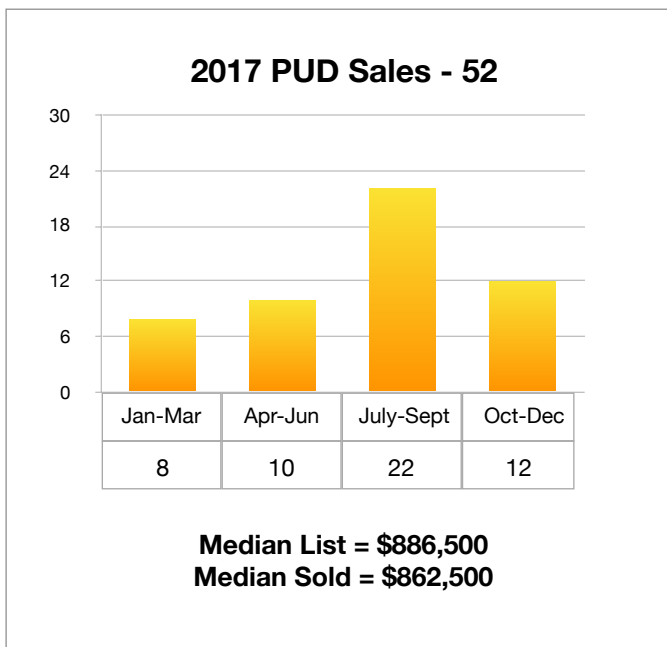 2017 PUD Sales - 52
30
24
18
12
6
0
Jan-Mar Apr-Jun July-Sept Oct-Dec
8 10 22 12
Median List = $886,500
Median Sold = $862,500